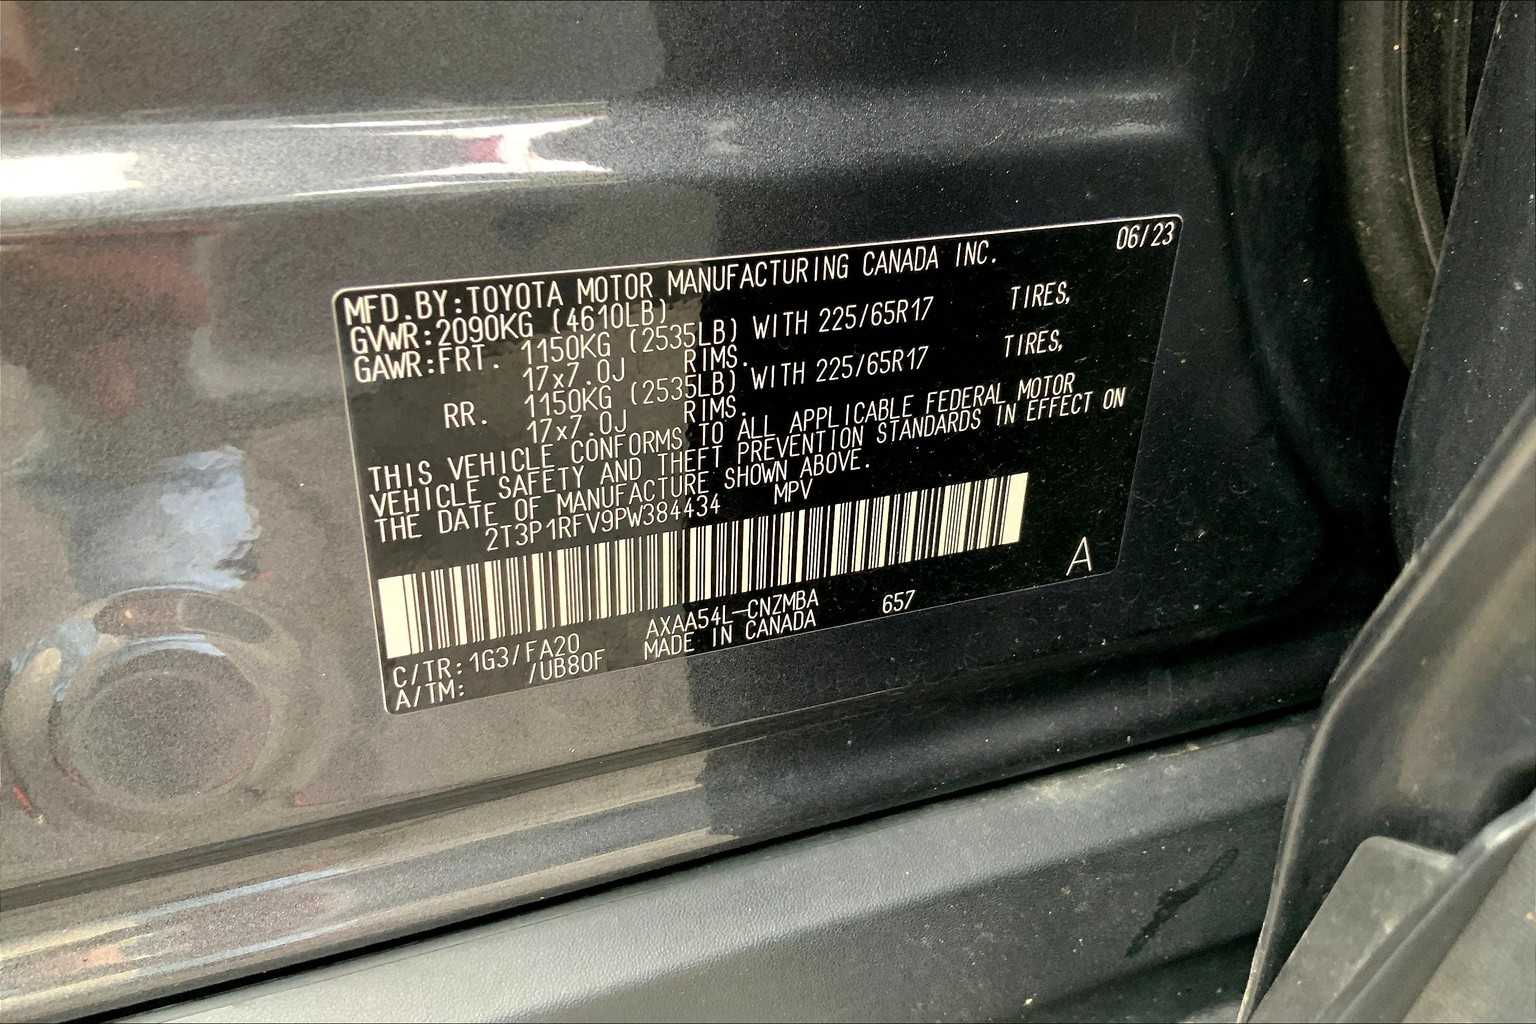 06/23
MFD.BY:TOYOTA MOTOR MANUFACTURING CANADA INC.
GVWR:2090KG (4610LB)
GAWR:FRT. 1150KG (2535LB) WITH 225/65R17 TIRES,
17x7.0J RIMS.
RR. 1150KG (2535LB) WITH 225/65R17 TIRES,
17x7.0J RIMS.
THIS VEHICLE CONFORMS TO ALL APPLICABLE FEDERAL MOTOR
VEHICLE SAFETY AND THEFT PREVENTION STANDARDS IN EFFECT ON
THE DATE OF MANUFACTURE SHOWN ABOVE.
2T3P1RFV9PW384434 MPV
A
C/TR:1G3/FA20 AXAA54L-CNZMBA 657
A/TM: /UB80F MADE IN CANADA